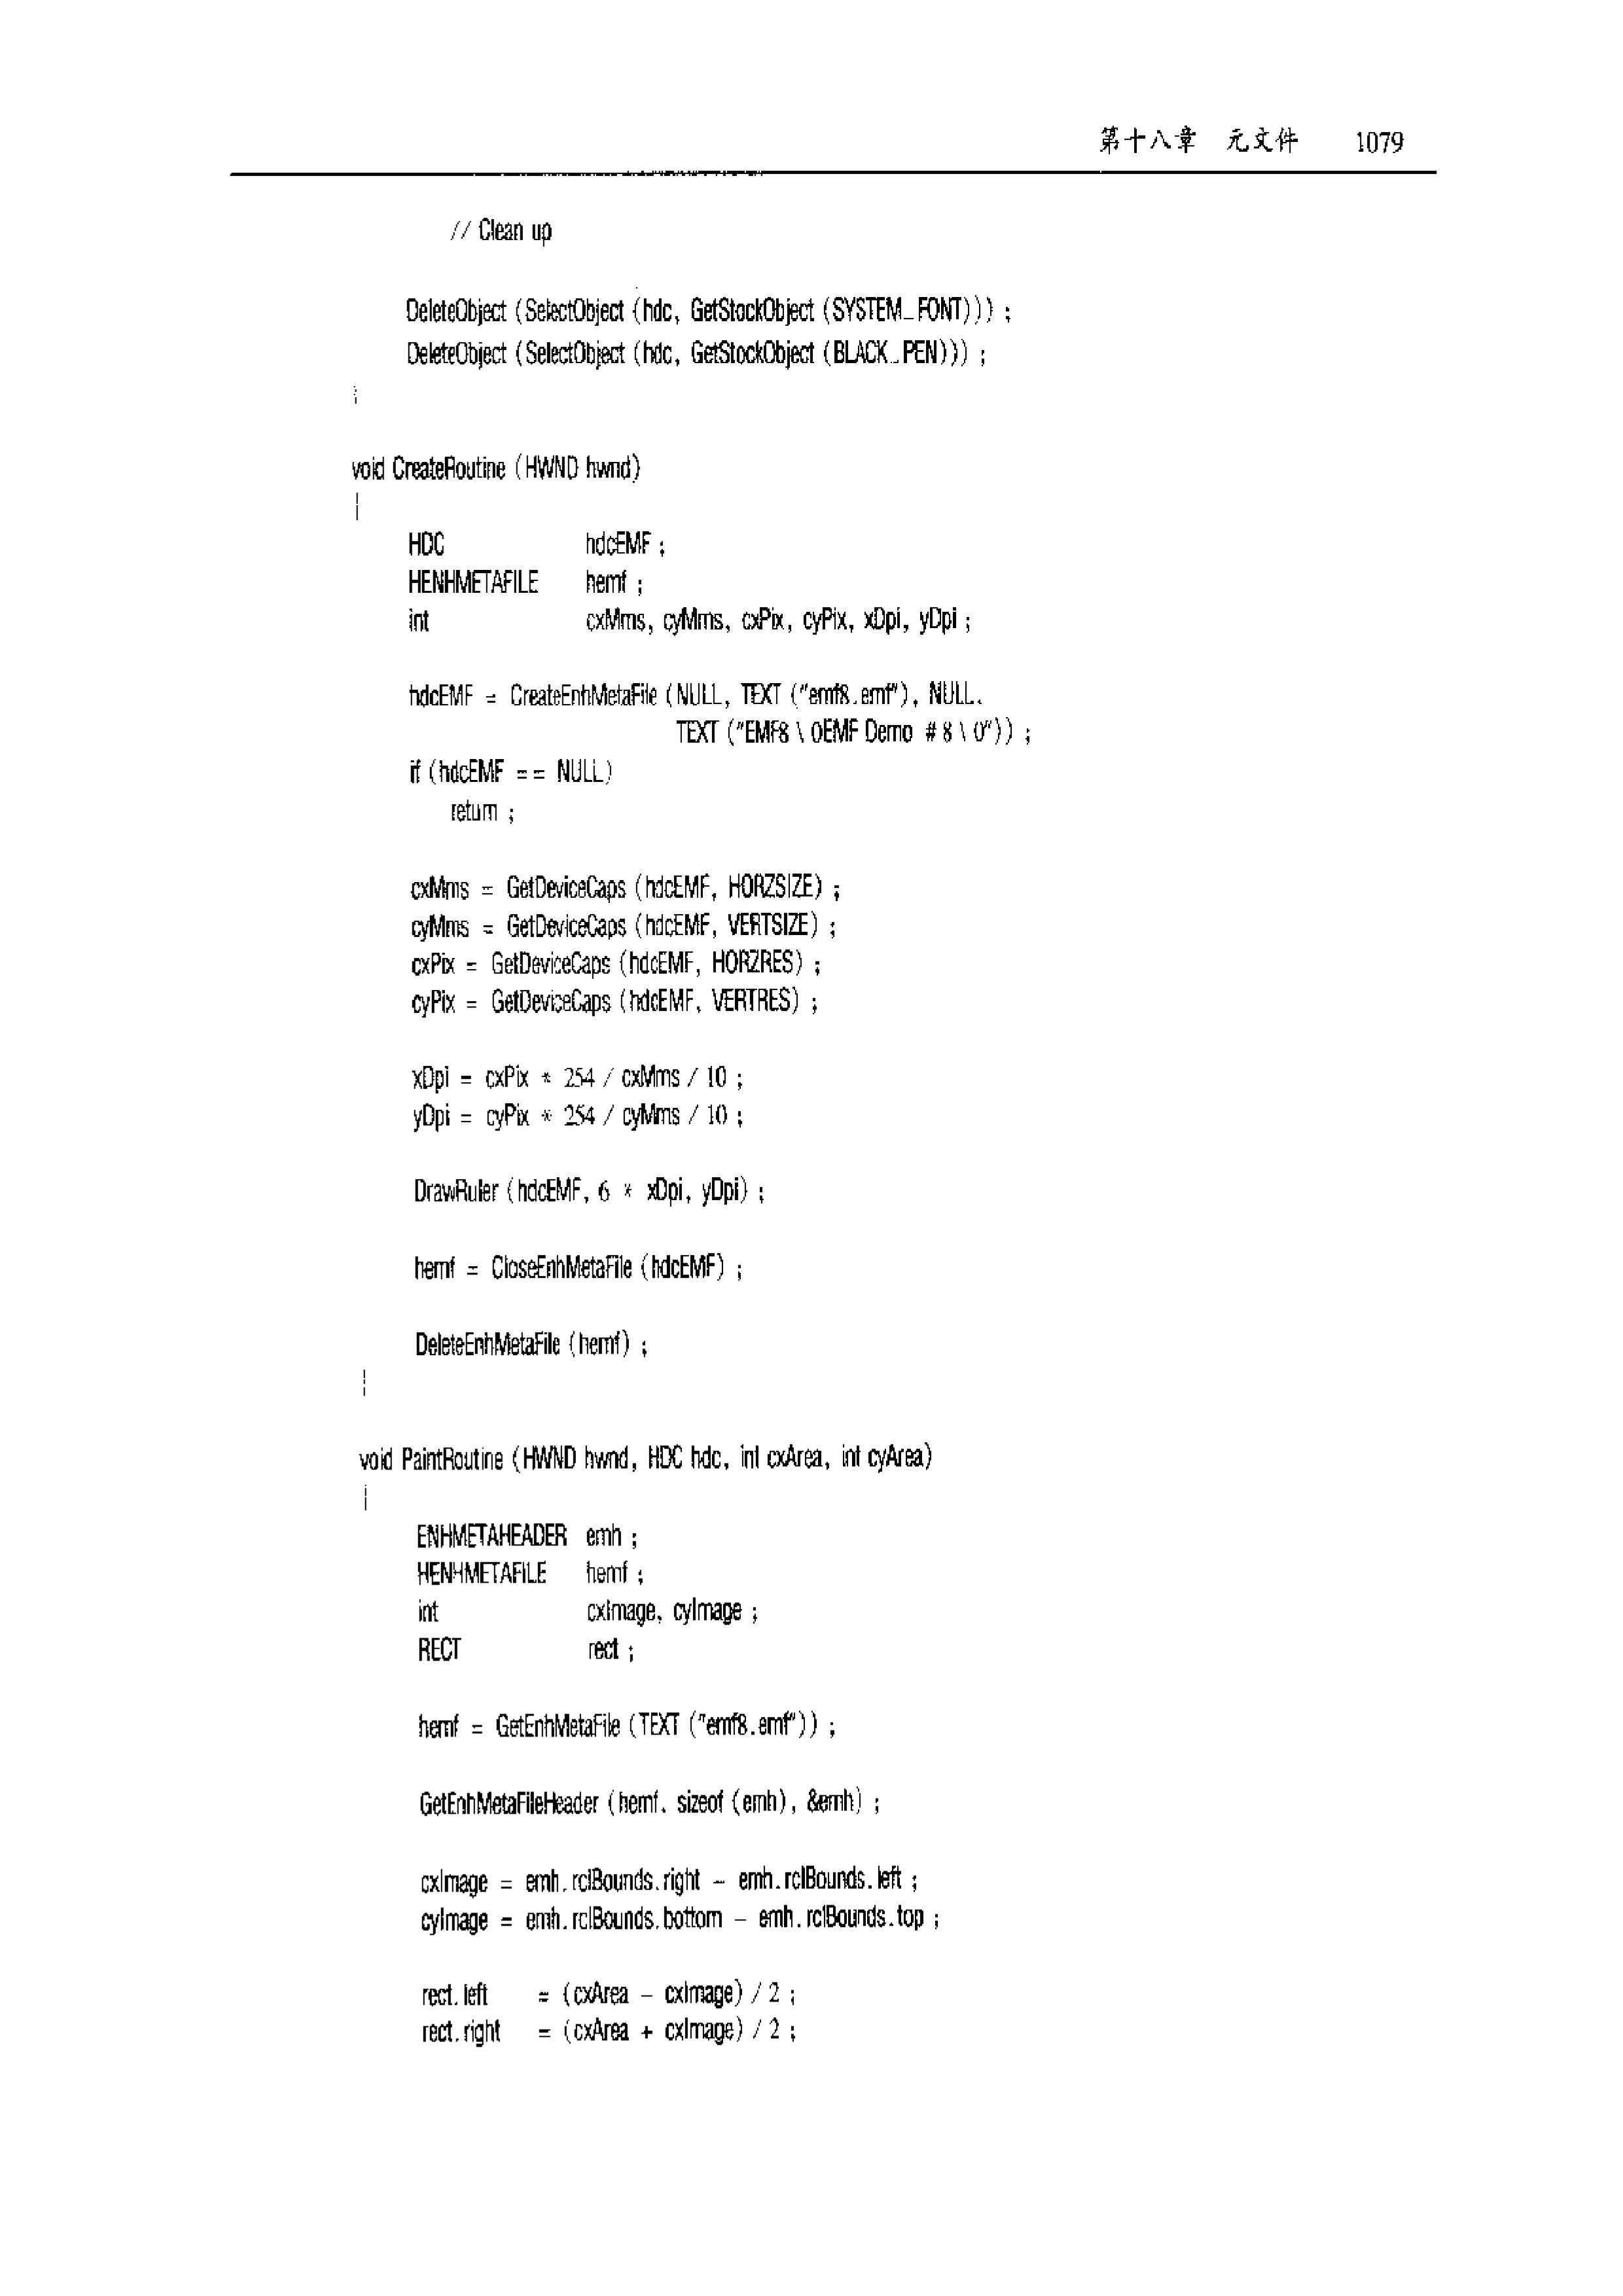 第十八章 元文件 1079
// Clean up
DeleteObject (SelectObject (hdc, GetStockObject (SYSTEM_FONT))) ;
DeleteObject (SelectObject (hdc, GetStockObject (BLACK_PEN))) ;
}
void CreateRoutine (HWND hwnd)
{
HDC hdcEMF ;
HENHMETAFILE hemf ;
int cxMms, cyMms, cxPix, cyPix, xDpi, yDpi ;
hdcEMF = CreateEnhMetaFile (NULL, TEXT ("emf8.emf"), NULL,
TEXT ("EMF8\0EMF Demo #8\0")) ;
if (hdcEMF == NULL)
return ;
cxMms = GetDeviceCaps (hdcEMF, HORZSIZE) ;
cyMms = GetDeviceCaps (hdcEMF, VERTSIZE) ;
cxPix = GetDeviceCaps (hdcEMF, HORZRES) ;
cyPix = GetDeviceCaps (hdcEMF, VERTRES) ;
xDpi = cxPix * 254 / cxMms / 10 ;
yDpi = cyPix * 254 / cyMms / 10 ;
DrawRuler (hdcEMF, 6 * xDpi, yDpi) ;
hemf = CloseEnhMetaFile (hdcEMF) ;
DeleteEnhMetaFile (hemf) ;
}
void PaintRoutine (HWND hwnd, HDC hdc, int cxArea, int cyArea)
{
ENHMETAHEADER emh ;
HENHMETAFILE hemf ;
int cxImage, cyImage ;
RECT rect ;
hemf = GetEnhMetaFile (TEXT ("emf8.emf")) ;
GetEnhMetaFileHeader (hemf, sizeof (emh), &emh) ;
cxImage = emh.rclBounds.right - emh.rclBounds.left ;
cyImage = emh.rclBounds.bottom - emh.rclBounds.top ;
rect.left = (cxArea - cxImage) / 2 ;
rect.right = (cxArea + cxImage) / 2 ;